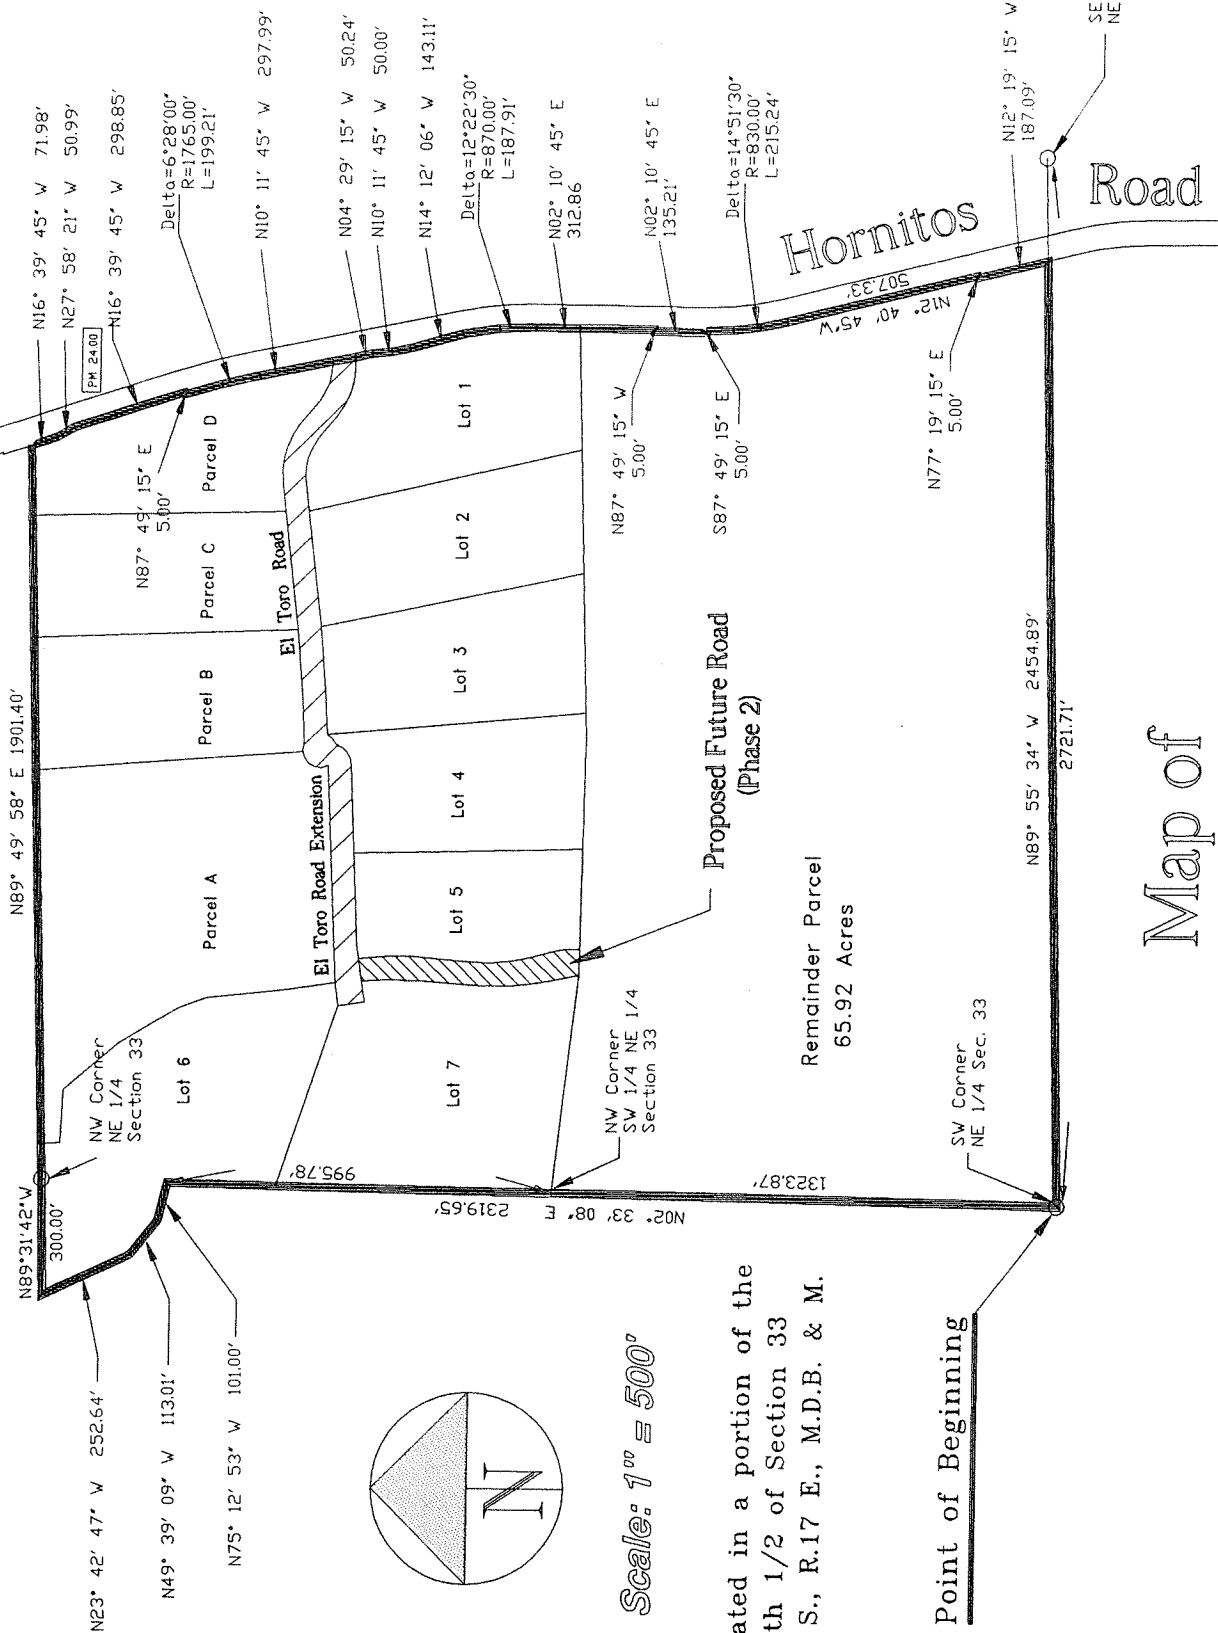 N89° 49' 58" E 1901.40'
N16° 39' 45" W 71.98'
N27° 58' 21" W 50.99'
PM 24.00
N16° 39' 45" W 298.85'
Delta=6°28'00"
R=1765.00'
L=199.21'
N10° 11' 45" W 297.99'
N04° 29' 15" W 50.24'
N10° 11' 45" W 50.00'
N14° 12' 06" W 143.11'
Delta=12°22'30"
R=870.00'
L=187.91'
N02° 10' 45" E
312.86
N02° 10' 45" E
135.21'
Delta=14°51'30"
R=830.00'
L=215.24'
N12° 19' 15" W
187.09'
SE
NE
Hornitos
Road
N12° 40' 45"W
507.33'
N87° 49' 15" E
5.00'
N87° 49' 15" W
5.00'
S87° 49' 15" E
5.00'
N77° 19' 15" E
5.00'
Parcel D
Parcel C
Parcel B
Parcel A
El Toro Road
El Toro Road Extension
Lot 1
Lot 2
Lot 3
Lot 4
Lot 5
Lot 6
Lot 7
Proposed Future Road
(Phase 2)
Remainder Parcel
65.92 Acres
NW Corner
NE 1/4
Section 33
NW Corner
SW 1/4 NE 1/4
Section 33
SW Corner
NE 1/4 Sec. 33
N89° 55' 34" W 2454.89'
2721.71'
995.78'
1323.87'
N02° 33' 08" E 2319.65'
N89°31'42"W
300.00'
N23° 42' 47" W 252.64'
N49° 39' 09" W 113.01'
N75° 12' 53" W 101.00'
N
Scale: 1" = 500'
ated in a portion of the
th 1/2 of Section 33
S., R.17 E., M.D.B. & M.
Point of Beginning
Map of